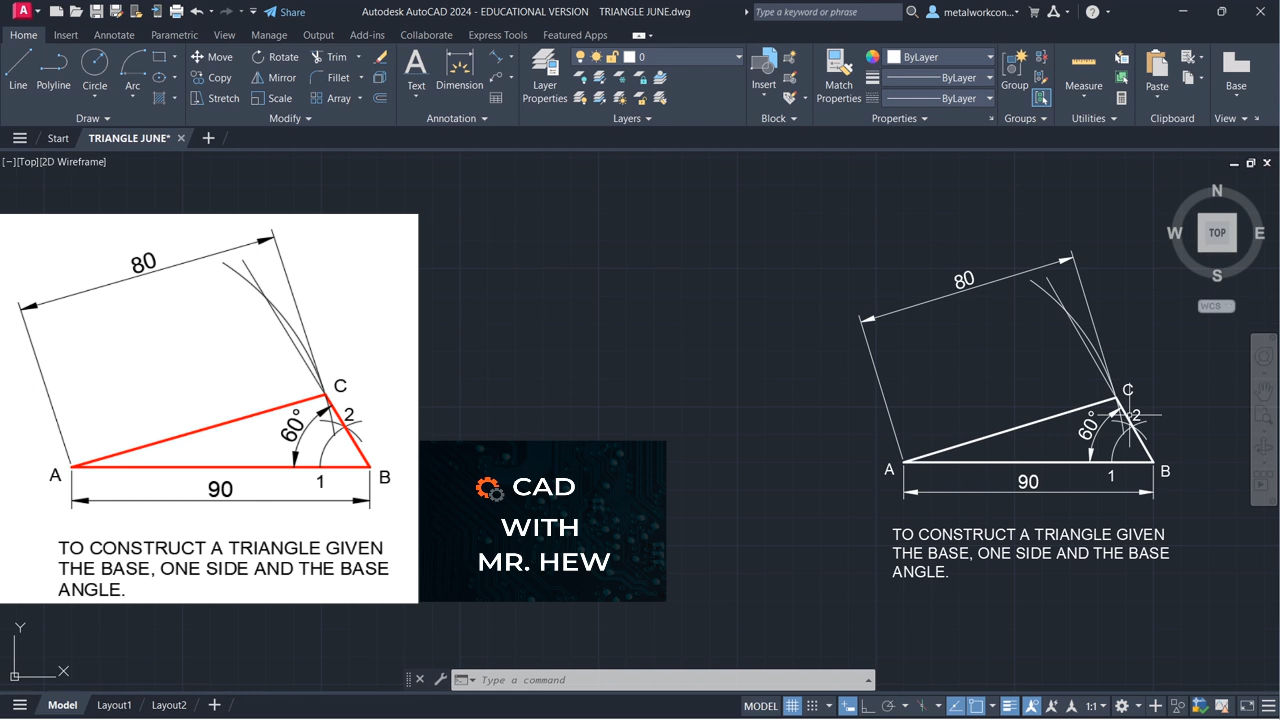 Share
Autodesk AutoCAD 2024 - EDUCATIONAL VERSION TRIANGLE JUNE.dwg
Type a keyword or phrase
metalworkcon...
Home Insert Annotate Parametric View Manage Output Add-ins Collaborate Express Tools Featured Apps
Line Polyline Circle Arc
Move Rotate Trim
Copy Mirror Fillet
Stretch Scale Array
Text Dimension
Layer Properties
0
Insert
Match Properties
ByLayer
ByLayer
ByLayer
Group
Measure
Paste
Base
Draw Modify Annotation Layers Block Properties Groups Utilities Clipboard View
Start TRIANGLE JUNE*
[−][Top][2D Wireframe]
N
W TOP E
S
WCS
80
C
2
60°
A
B
1
90
TO CONSTRUCT A TRIANGLE GIVEN
THE BASE, ONE SIDE AND THE BASE
ANGLE.
CAD
WITH
MR. HEW
80
C
2
60°
A
B
1
90
TO CONSTRUCT A TRIANGLE GIVEN
THE BASE, ONE SIDE AND THE BASE
ANGLE.
Y
X
Type a command
Model Layout1 Layout2
MODEL
1:1